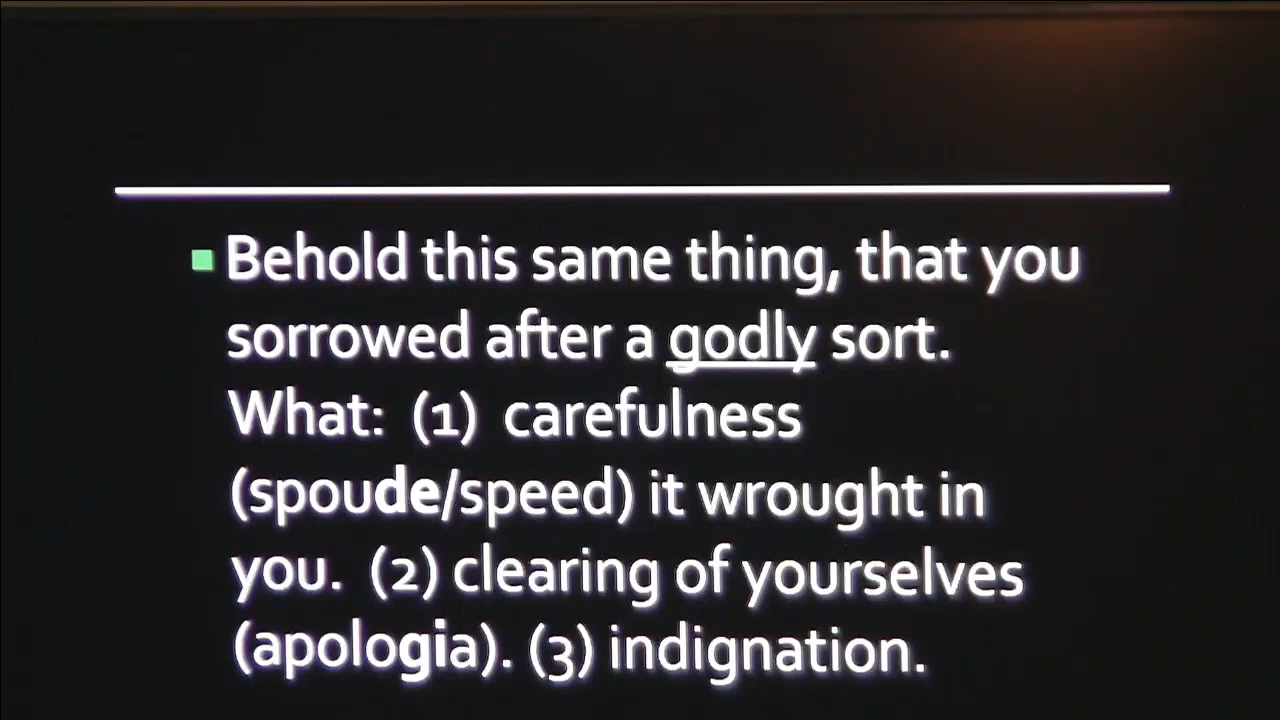 Behold this same thing, that you
sorrowed after a godly sort.
What: (1) carefulness
(spoude/speed) it wrought in
you. (2) clearing of yourselves
(apologia). (3) indignation.